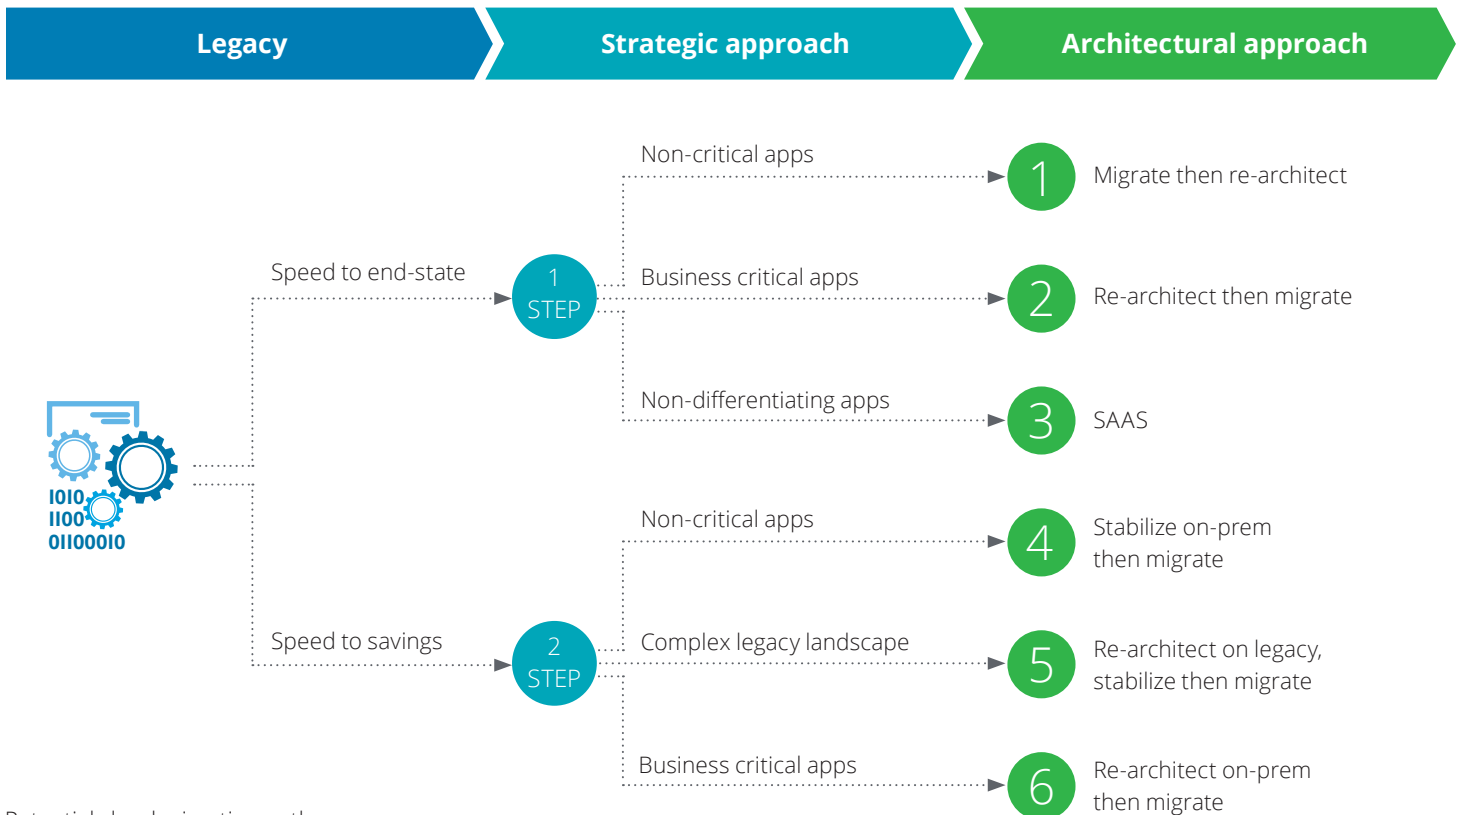 Legacy
Strategic approach
Architectural approach
Non-critical apps
1
Migrate then re-architect
Speed to end-state
1
STEP
Business critical apps
2
Re-architect then migrate
Non-differentiating apps
3
SAAS
1010
1100
01100010
Non-critical apps
4
Stabilize on-prem
then migrate
Speed to savings
2
STEP
Complex legacy landscape
5
Re-architect on legacy,
stabilize then migrate
Business critical apps
6
Re-architect on-prem
then migrate